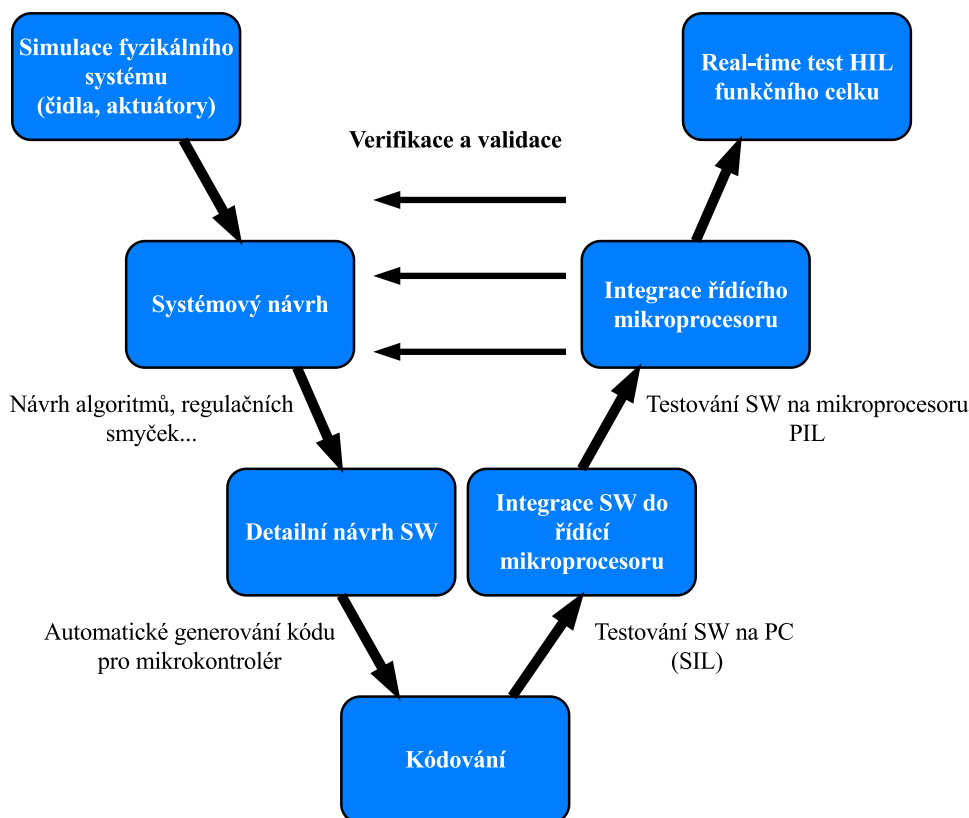 Simulace fyzikálního
systému
(čidla, aktuátory)
Real-time test HIL
funkčního celku
Verifikace a validace
Systémový návrh
Integrace řídícího
mikroprocesoru
Návrh algoritmů, regulačních
smyček...
Testování SW na mikroprocesoru
PIL
Detailní návrh SW
Integrace SW do
řídící
mikroprocesoru
Automatické generování kódu
pro mikrokontrolér
Testování SW na PC
(SIL)
Kódování